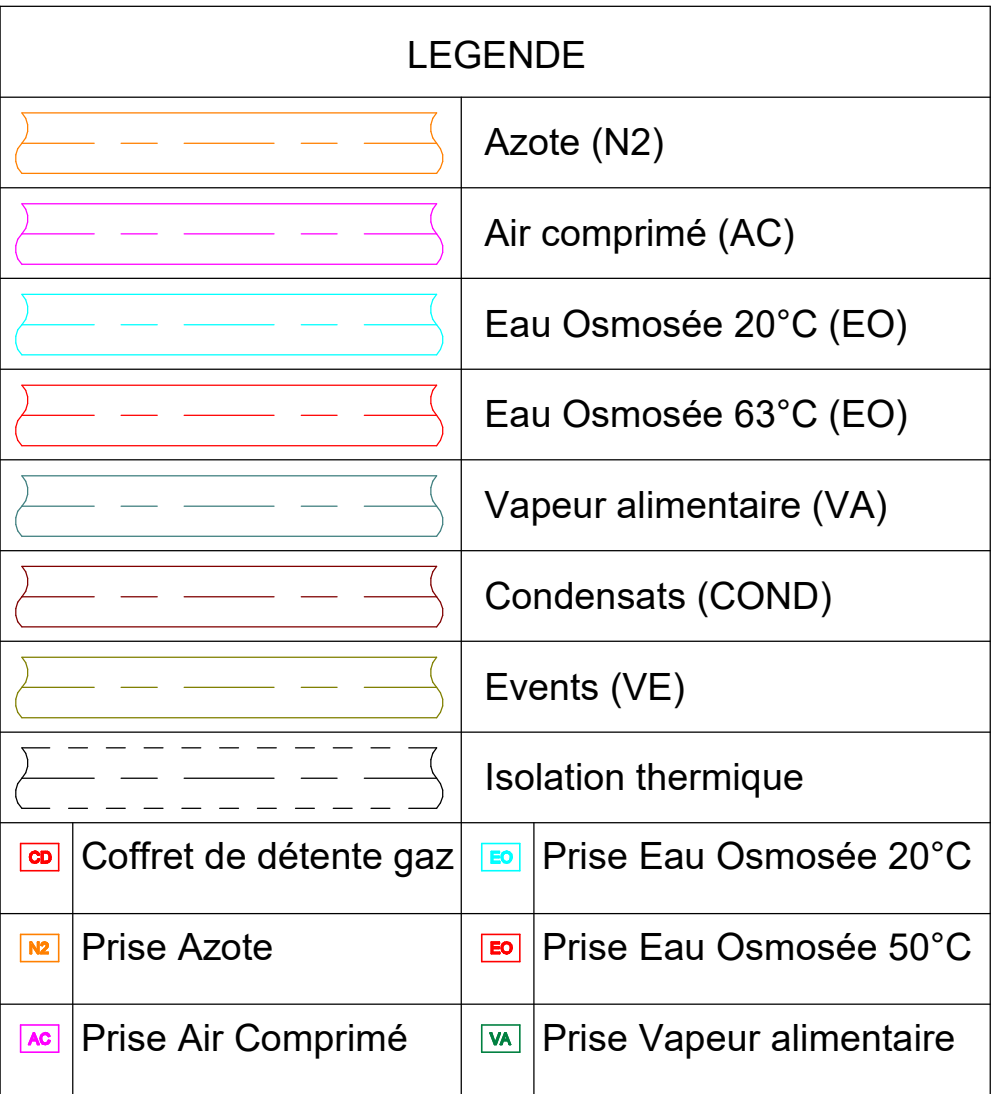 LEGENDE
Azote (N2)
Air comprimé (AC)
Eau Osmosée 20°C (EO)
Eau Osmosée 63°C (EO)
Vapeur alimentaire (VA)
Condensats (COND)
Events (VE)
Isolation thermique
CD Coffret de détente gaz EO Prise Eau Osmosée 20°C
N2 Prise Azote EO Prise Eau Osmosée 50°C
AC Prise Air Comprimé VA Prise Vapeur alimentaire